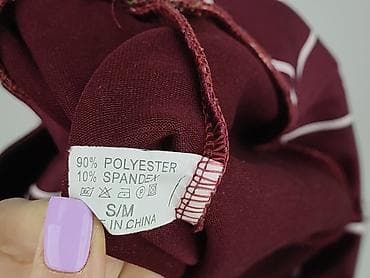 90% POLYESTER
10% SPANDEX
S/M
E IN CHINA